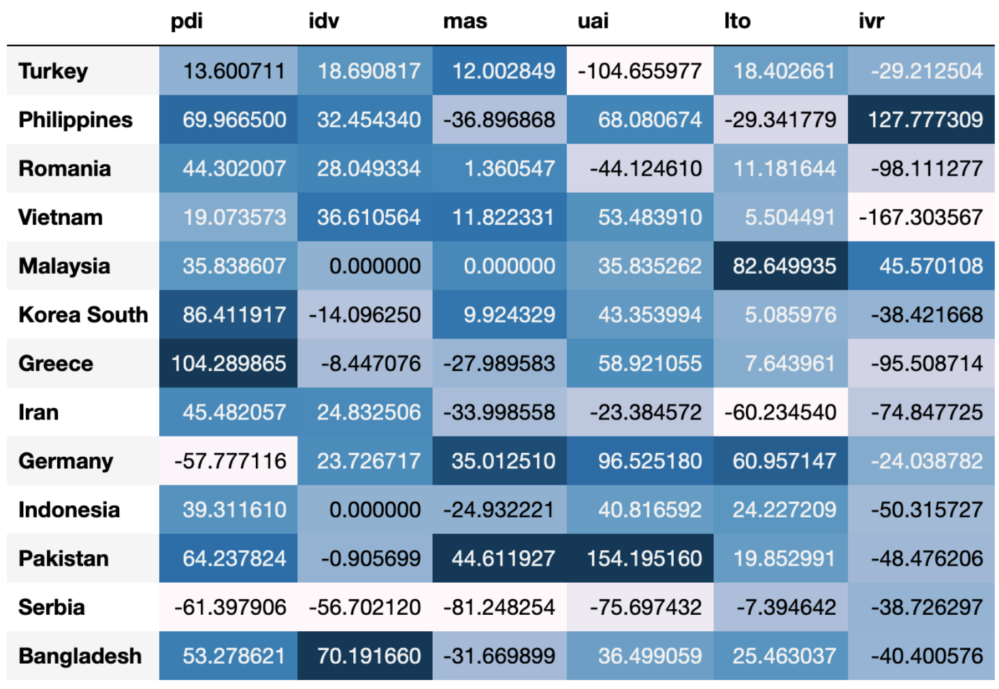 pdi idv mas uai lto ivr
Turkey 13.600711 18.690817 12.002849 -104.655977 18.402661 -29.212504
Philippines 69.966500 32.454340 -36.896868 68.080674 -29.341779 127.777309
Romania 44.302007 28.049334 1.360547 -44.124610 11.181644 -98.111277
Vietnam 19.073573 36.610564 11.822331 53.483910 5.504491 -167.303567
Malaysia 35.838607 0.000000 0.000000 35.835262 82.649935 45.570108
Korea South 86.411917 -14.096250 9.924329 43.353994 5.085976 -38.421668
Greece 104.289865 -8.447076 -27.989583 58.921055 7.643961 -95.508714
Iran 45.482057 24.832506 -33.998558 -23.384572 -60.234540 -74.847725
Germany -57.777116 23.726717 35.012510 96.525180 60.957147 -24.038782
Indonesia 39.311610 0.000000 -24.932221 40.816592 24.227209 -50.315727
Pakistan 64.237824 -0.905699 44.611927 154.195160 19.852991 -48.476206
Serbia -61.397906 -56.702120 -81.248254 -75.697432 -7.394642 -38.726297
Bangladesh 53.278621 70.191660 -31.669899 36.499059 25.463037 -40.400576